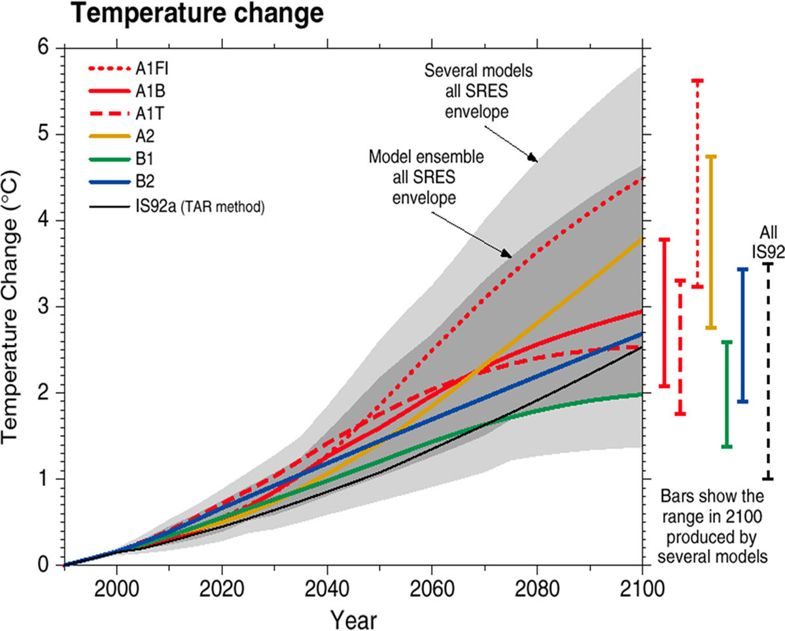 Temperature change
A1FI
A1B
A1T
A2
B1
B2
IS92a (TAR method)
Several models
all SRES
envelope
Model ensemble
all SRES
envelope
Temperature Change (°C)
6
5
4
3
2
1
0
2000
2020
2040
2060
2080
2100
Year
All
IS92
Bars show the
range in 2100
produced by
several models